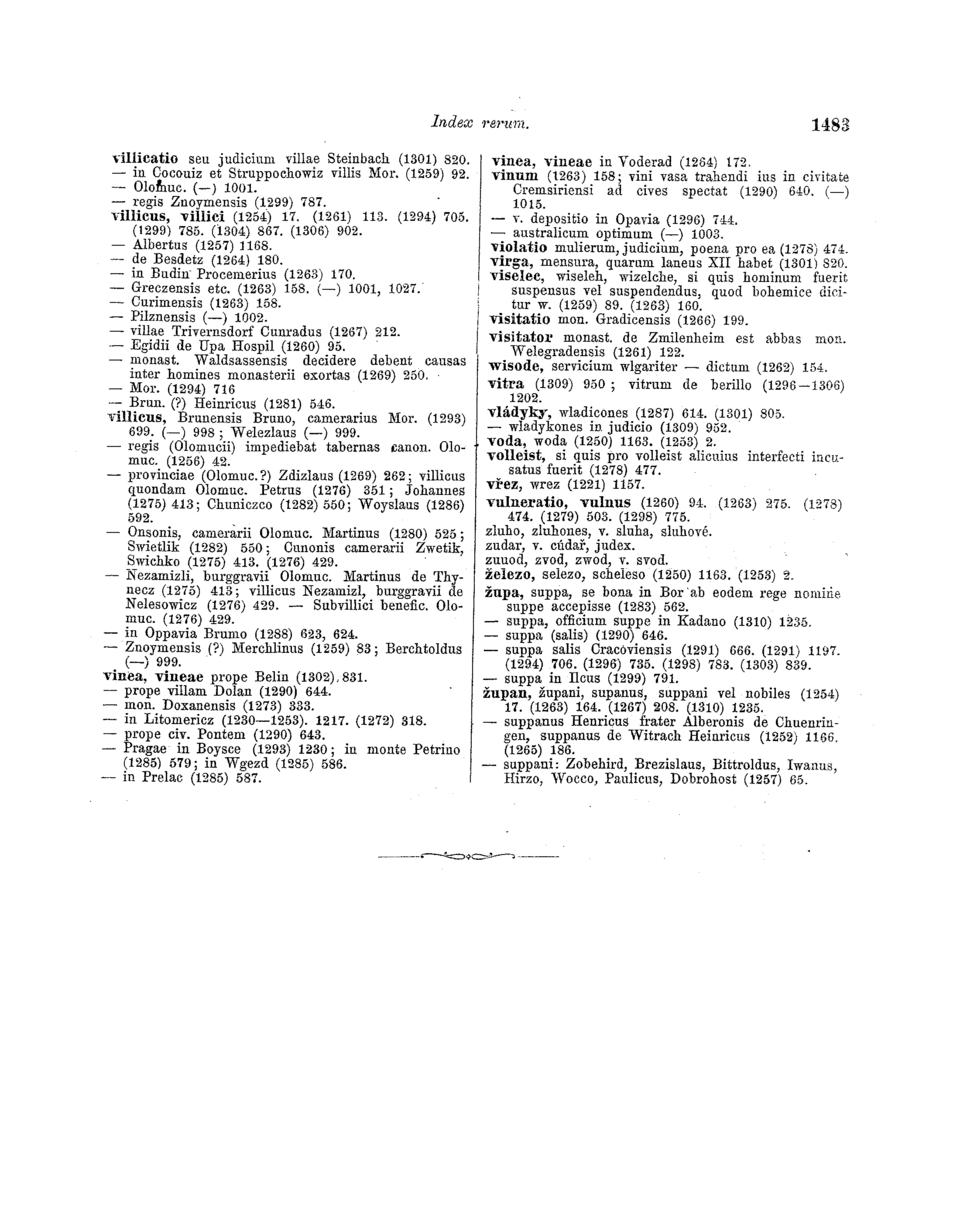 Index rerum.
1483
villicatio seu judicium villae Steinbach (1301) 820.
— in Cocouiz et Struppochowiz villis Mor. (1259) 92.
— Olomuc. (—) 1001.
— regis Znoymensis (1299) 787.
villicus, villici (1254) 17. (1261) 113. (1294) 705.
(1299) 785. (1304) 867. (1306) 902.
— Albertus (1257) 1168.
— de Besdetz (1264) 180.
— in Budin Procemerius (1263) 170.
— Greczensis etc. (1263) 158. (—) 1001, 1027.
— Curimensis (1263) 158.
— Pilznensis (—) 1002.
— villae Trivernsdorf Cunradus (1267) 212.
— Egidii de Upa Hospil (1260) 95.
— monast. Waldsassensis decidere debent causas
inter homines monasterii exortas (1269) 250.
— Mor. (1294) 716
— Brun. (?) Heinricus (1281) 546.
villicus, Brunensis Bruno, camerarius Mor. (1293)
699. (—) 998; Welezlaus (—) 999.
— regis (Olomucii) impediebat tabernas canon. Olo-
muc. (1256) 42.
— provinciae (Olomuc.?) Zdizlaus (1269) 262; villicus
quondam Olomuc. Petrus (1276) 351; Johannes
(1275) 413; Chuniczco (1282) 550; Woyslaus (1286)
592.
— Onsonis, camerarii Olomuc. Martinus (1280) 525;
Swietlik (1282) 550; Cunonis camerarii Zwetik,
Swichko (1275) 413. (1276) 429.
— Nezamizli, burggravii Olomuc. Martinus de Thy-
necz (1275) 413; villicus Nezamizl, burggravii de
Nelesowicz (1276) 429. — Subvillici benefic. Olo-
muc. (1276) 429.
— in Oppavia Brumo (1288) 623, 624.
— Znoymensis (?) Merchlinus (1259) 83; Berchtoldus
(—) 999.
vinea, vineae prope Belin (1302) 831.
— prope villam Dolan (1290) 644.
— mon. Doxanensis (1273) 333.
— in Litomericz (1230—1253). 1217. (1272) 318.
— prope civ. Pontem (1290) 643.
— Pragae in Boysce (1293) 1230; in monte Petrino
(1285) 579; in Wgezd (1285) 586.
— in Prelac (1285) 587.
vinea, vineae in Voderad (1264) 172.
vinum (1263) 158; vini vasa trahendi ius in civitate
Cremsiriensi ad cives spectat (1290) 640. (—)
1015.
— v. depositio in Opavia (1296) 744.
— australicum optimum (—) 1003.
violatio mulierum, judicium, poena pro ea (1278) 474.
virga, mensura, quarum laneus XII habet (1301) 820.
viselec, wiseleh, wizelche, si quis hominum fuerit
suspensus vel suspendendus, quod bohemice dici-
tur w. (1259) 89. (1263) 160.
visitatio mon. Gradicensis (1266) 199.
visitator monast. de Zmilenheim est abbas mon.
Welegradensis (1261) 122.
wisode, servicium wlgariter — dictum (1262) 154.
vitra (1309) 950; vitrum de berillo (1296—1306)
1202.
vládyky, wladicones (1287) 614. (1301) 805.
— wladykones in judicio (1309) 952.
voda, woda (1250) 1163. (1253) 2.
volleist, si quis pro volleist alicuius interfecti incu-
satus fuerit (1278) 477.
vřez, wrez (1221) 1157.
vulneratio, vulnus (1260) 94. (1263) 275. (1278)
474. (1279) 503. (1298) 775.
zluho, zluhones, v. sluha, sluhové.
zudar, v. cúdař, judex.
zuuod, zvod, zwod, v. svod.
železo, selezo, scheleso (1250) 1163. (1253) 2.
župa, suppa, se bona in Bor ab eodem rege nomine
suppe accepisse (1283) 562.
— suppa, officium suppe in Kadano (1310) 1235.
— suppa (salis) (1290) 646.
— suppa salis Cracoviensis (1291) 666. (1291) 1197.
(1294) 706. (1296) 735. (1298) 783. (1303) 839.
— suppa in Ilcus (1299) 791.
župan, župani, supanus, suppani vel nobiles (1254)
17. (1263) 164. (1267) 208. (1310) 1235.
— suppanus Henricus frater Alberonis de Chuenrin-
gen, suppanus de Witrach Heinricus (1252) 1166.
(1265) 186.
— suppani: Zobehird, Brezislaus, Bittroldus, Iwanus,
Hirzo, Wocco, Paulicus, Dobrohost (1257) 65.